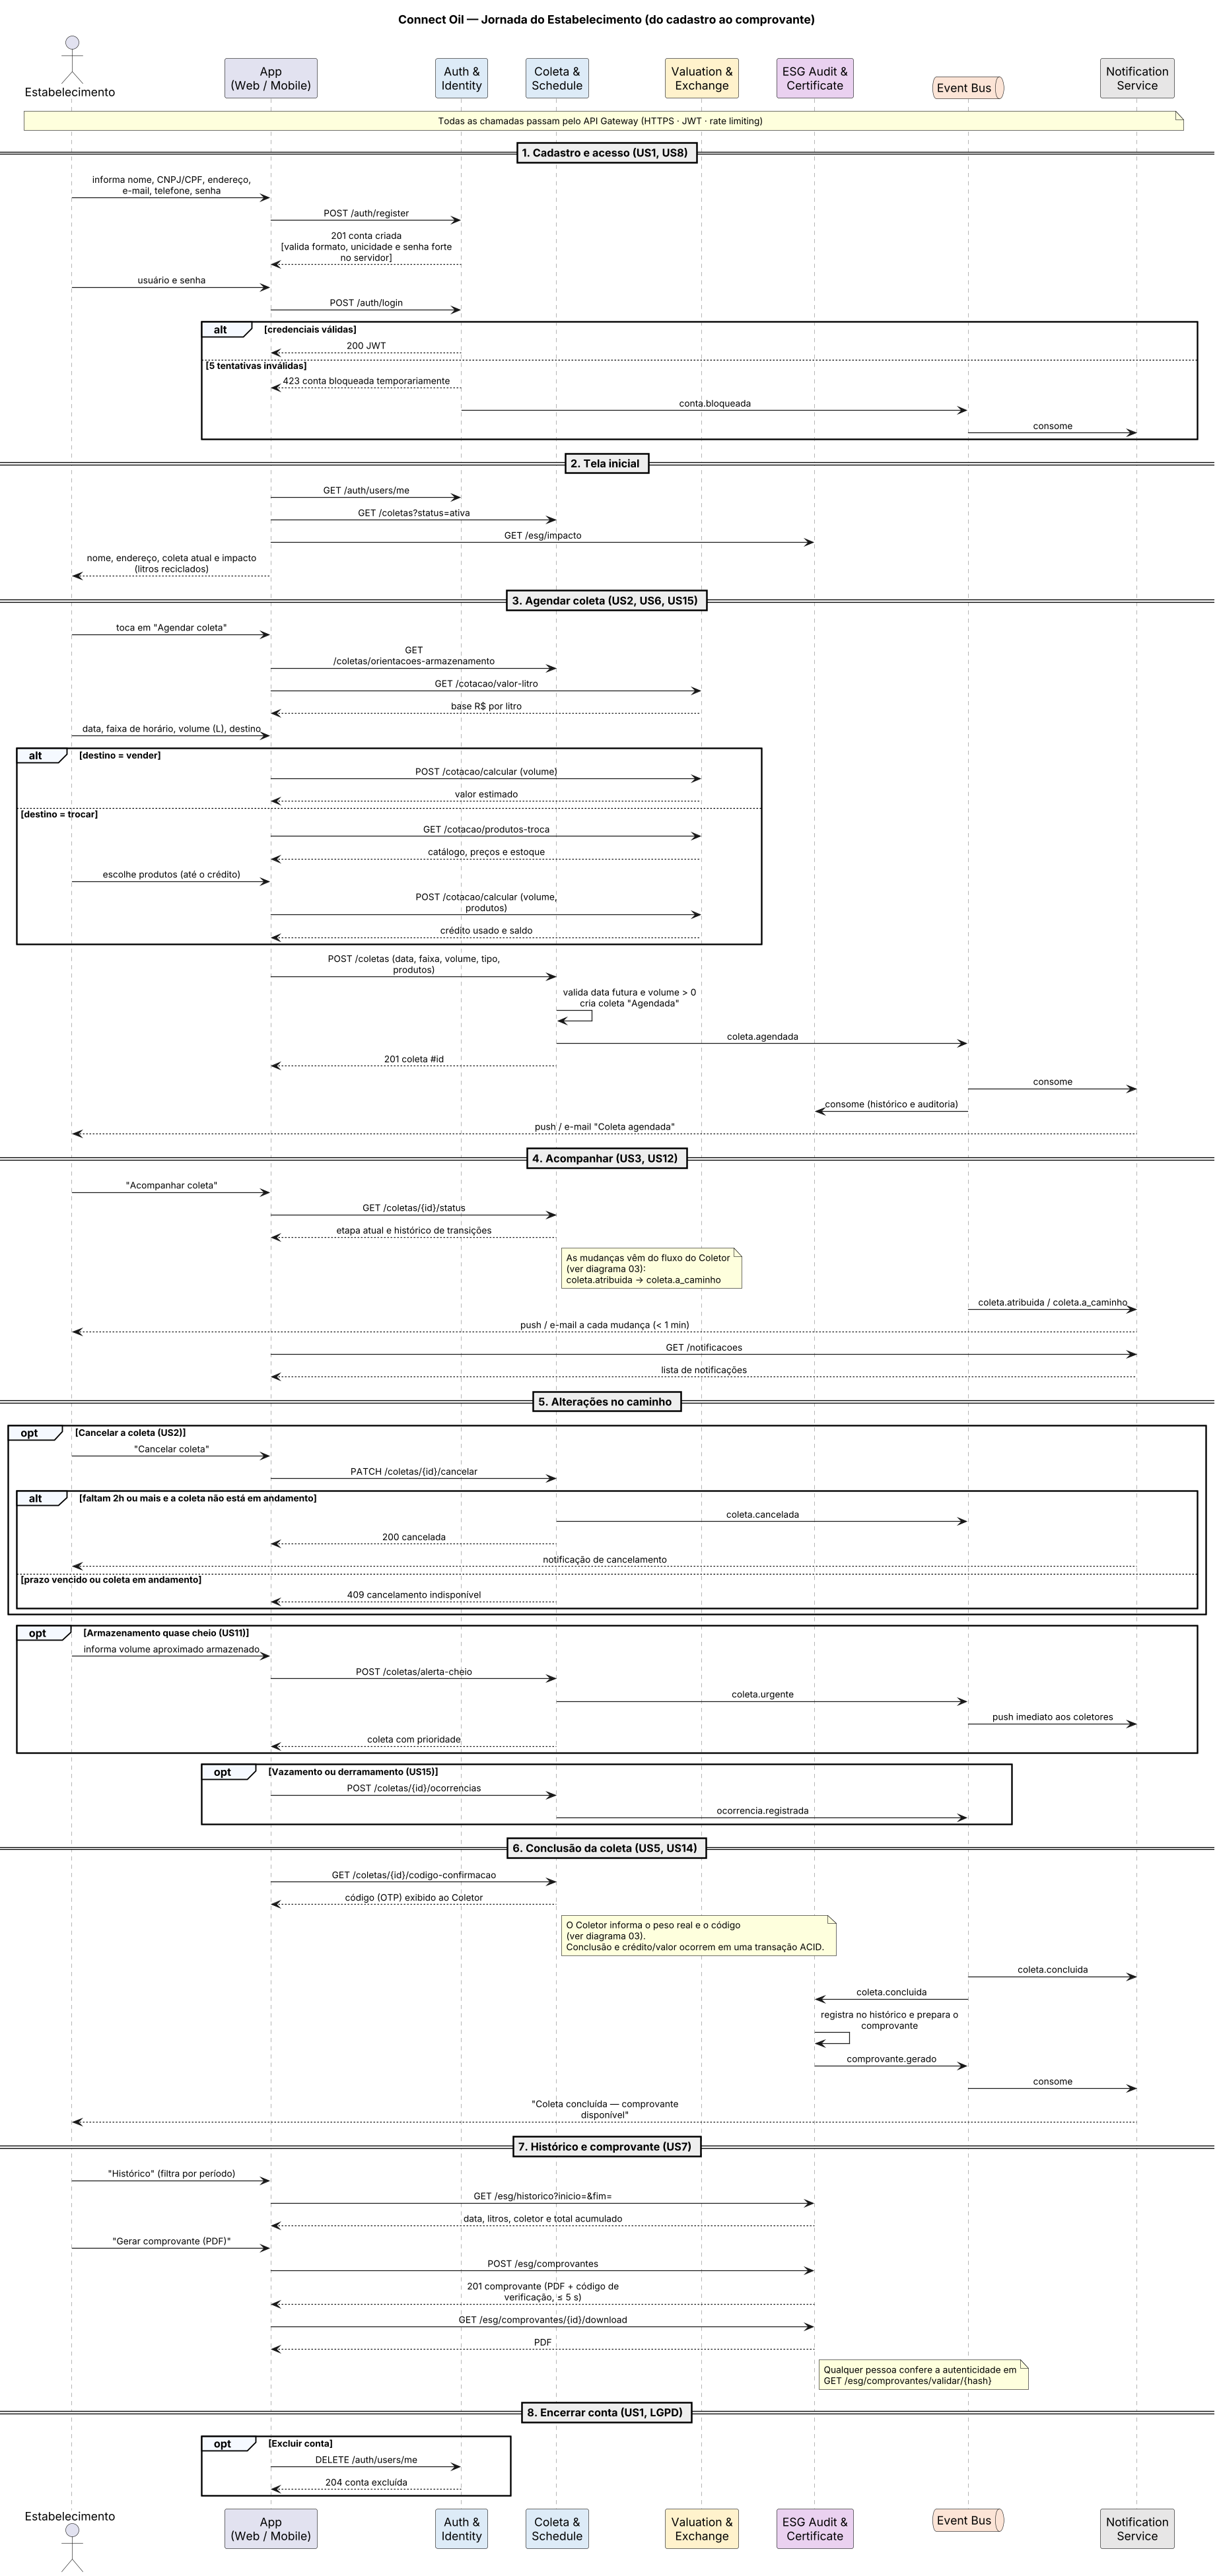 Connect Oil — Jornada do Estabelecimento (do cadastro ao comprovante)
Estabelecimento
App
(Web / Mobile)
Auth &
Identity
Coleta &
Schedule
Valuation &
Exchange
ESG Audit &
Certificate
Event Bus
Notification
Service
Todas as chamadas passam pelo API Gateway (HTTPS · JWT · rate limiting)
1. Cadastro e acesso (US1, US8)
informa nome, CNPJ/CPF, endereço,
e-mail, telefone, senha
POST /auth/register
201 conta criada
[valida formato, unicidade e senha forte
no servidor]
usuário e senha
POST /auth/login
alt
[credenciais válidas]
200 JWT
[5 tentativas inválidas]
423 conta bloqueada temporariamente
conta.bloqueada
consome
2. Tela inicial
GET /auth/users/me
GET /coletas?status=ativa
GET /esg/impacto
nome, endereço, coleta atual e impacto
(litros reciclados)
3. Agendar coleta (US2, US6, US15)
toca em "Agendar coleta"
GET
/coletas/orientacoes-armazenamento
GET /cotacao/valor-litro
base R$ por litro
data, faixa de horário, volume (L), destino
alt
[destino = vender]
POST /cotacao/calcular (volume)
valor estimado
[destino = trocar]
GET /cotacao/produtos-troca
catálogo, preços e estoque
escolhe produtos (até o crédito)
POST /cotacao/calcular (volume,
produtos)
crédito usado e saldo
POST /coletas (data, faixa, volume, tipo,
produtos)
valida data futura e volume > 0
cria coleta "Agendada"
coleta.agendada
201 coleta #id
consome
consome (histórico e auditoria)
push / e-mail "Coleta agendada"
4. Acompanhar (US3, US12)
"Acompanhar coleta"
GET /coletas/{id}/status
etapa atual e histórico de transições
As mudanças vêm do fluxo do Coletor
(ver diagrama 03):
coleta.atribuida → coleta.a_caminho
coleta.atribuida / coleta.a_caminho
push / e-mail a cada mudança (< 1 min)
GET /notificacoes
lista de notificações
5. Alterações no caminho
opt
[Cancelar a coleta (US2)]
"Cancelar coleta"
PATCH /coletas/{id}/cancelar
alt
[faltam 2h ou mais e a coleta não está em andamento]
coleta.cancelada
200 cancelada
notificação de cancelamento
[prazo vencido ou coleta em andamento]
409 cancelamento indisponível
opt
[Armazenamento quase cheio (US11)]
informa volume aproximado armazenado
POST /coletas/alerta-cheio
coleta.urgente
push imediato aos coletores
coleta com prioridade
opt
[Vazamento ou derramamento (US15)]
POST /coletas/{id}/ocorrencias
ocorrencia.registrada
6. Conclusão da coleta (US5, US14)
GET /coletas/{id}/codigo-confirmacao
código (OTP) exibido ao Coletor
O Coletor informa o peso real e o código
(ver diagrama 03).
Conclusão e crédito/valor ocorrem em uma transação ACID.
coleta.concluida
coleta.concluida
registra no histórico e prepara o
comprovante
comprovante.gerado
consome
"Coleta concluída — comprovante
disponível"
7. Histórico e comprovante (US7)
"Histórico" (filtra por período)
GET /esg/historico?inicio=&fim=
data, litros, coletor e total acumulado
"Gerar comprovante (PDF)"
POST /esg/comprovantes
201 comprovante (PDF + código de
verificação, ≤ 5 s)
GET /esg/comprovantes/{id}/download
PDF
Qualquer pessoa confere a autenticidade em
GET /esg/comprovantes/validar/{hash}
8. Encerrar conta (US1, LGPD)
opt
[Excluir conta]
DELETE /auth/users/me
204 conta excluída
Estabelecimento
App
(Web / Mobile)
Auth &
Identity
Coleta &
Schedule
Valuation &
Exchange
ESG Audit &
Certificate
Event Bus
Notification
Service